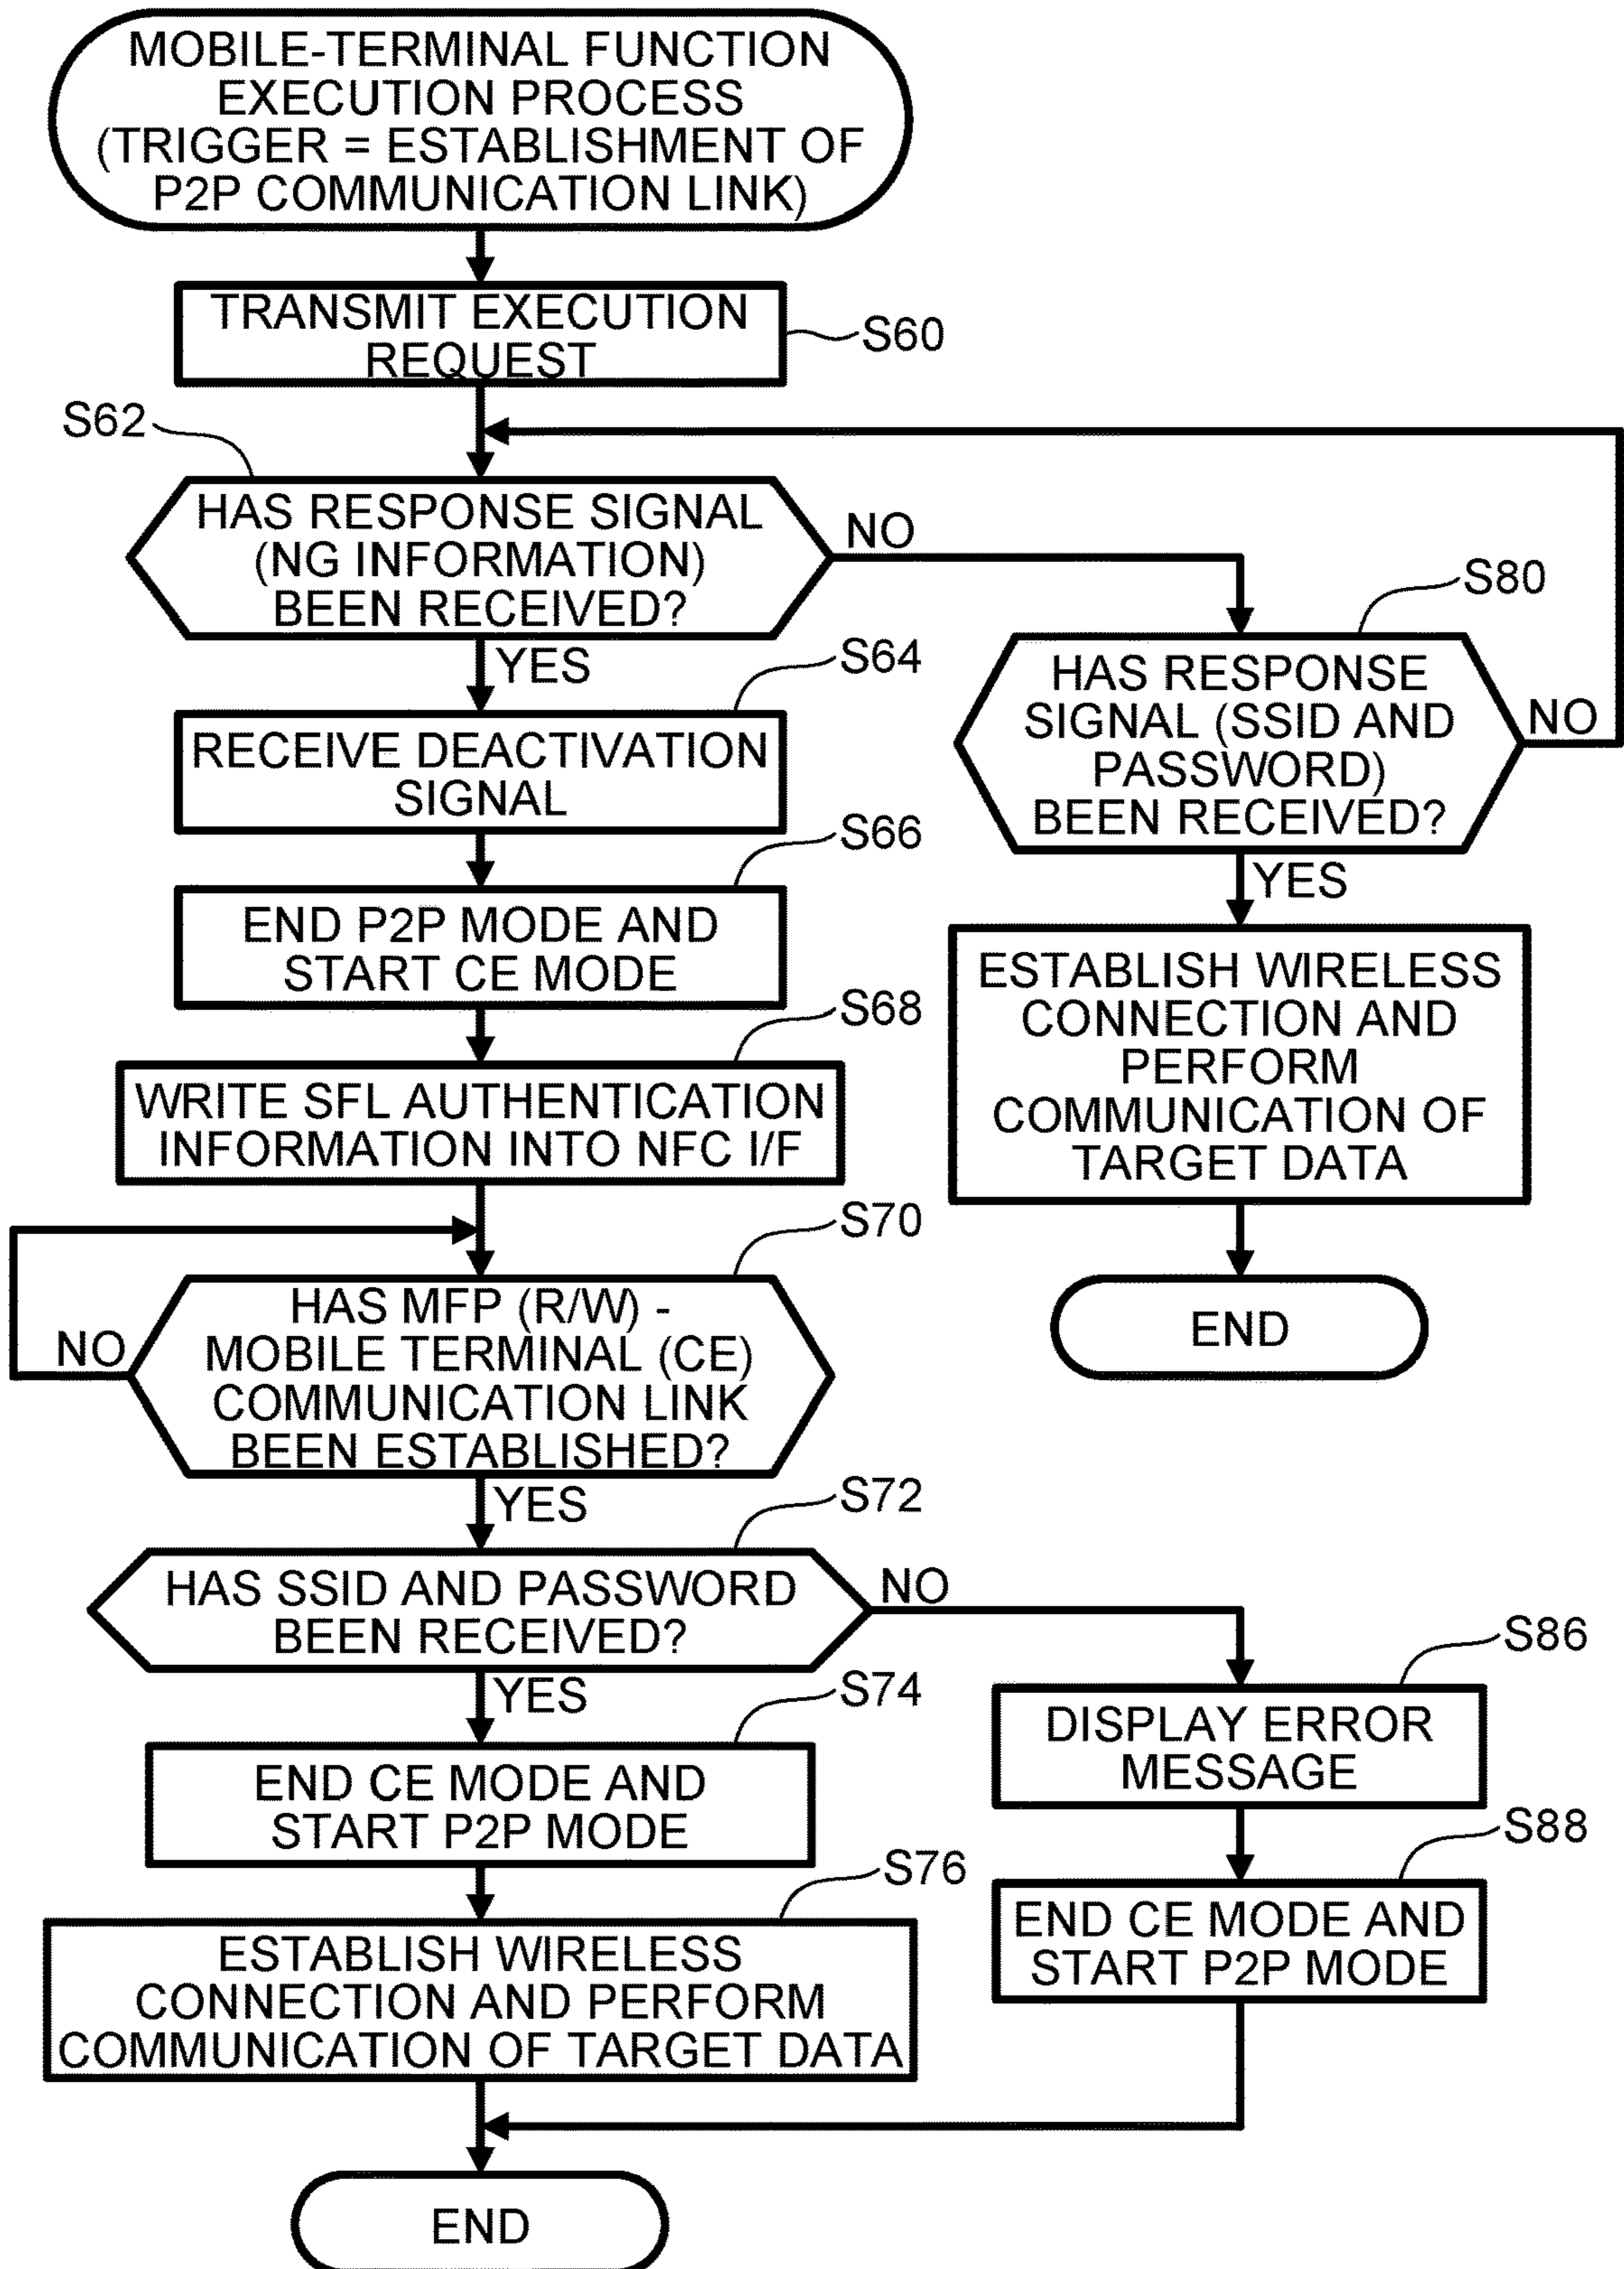 MOBILE-TERMINAL FUNCTION
EXECUTION PROCESS
(TRIGGER = ESTABLISHMENT OF
P2P COMMUNICATION LINK)
TRANSMIT EXECUTION
REQUEST
S60
S62
HAS RESPONSE SIGNAL
(NG INFORMATION)
BEEN RECEIVED?
NO
YES
S80
HAS RESPONSE
SIGNAL (SSID AND
PASSWORD)
BEEN RECEIVED?
NO
YES
ESTABLISH WIRELESS
CONNECTION AND
PERFORM
COMMUNICATION OF
TARGET DATA
END
S64
RECEIVE DEACTIVATION
SIGNAL
S66
END P2P MODE AND
START CE MODE
S68
WRITE SFL AUTHENTICATION
INFORMATION INTO NFC I/F
S70
HAS MFP (R/W) -
MOBILE TERMINAL (CE)
COMMUNICATION LINK
BEEN ESTABLISHED?
NO
YES
S72
HAS SSID AND PASSWORD
BEEN RECEIVED?
NO
YES
S74
END CE MODE AND
START P2P MODE
S76
ESTABLISH WIRELESS
CONNECTION AND PERFORM
COMMUNICATION OF TARGET DATA
S86
DISPLAY ERROR
MESSAGE
S88
END CE MODE AND
START P2P MODE
END